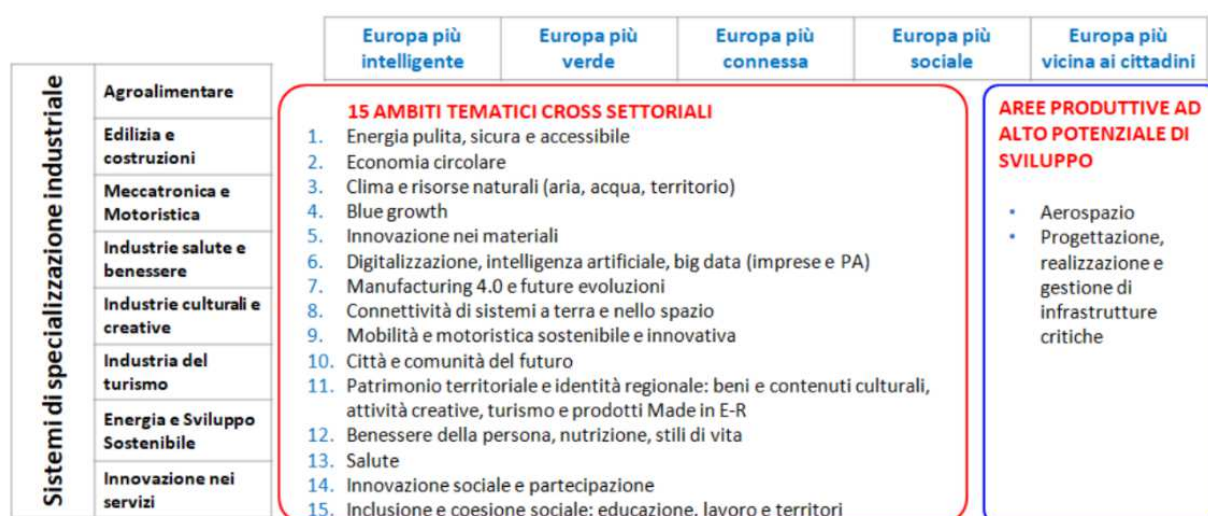 Europa più
intelligente
Europa più
verde
Europa più
connessa
Europa più
sociale
Europa più
vicina ai cittadini
Sistemi di specializzazione industriale
Agroalimentare
Edilizia e
costruzioni
Meccatronica e
Motoristica
Industrie salute e
benessere
Industrie culturali e
creative
Industria del
turismo
Energia e Sviluppo
Sostenibile
Innovazione nei
servizi
15 AMBITI TEMATICI CROSS SETTORIALI
1. Energia pulita, sicura e accessibile
2. Economia circolare
3. Clima e risorse naturali (aria, acqua, territorio)
4. Blue growth
5. Innovazione nei materiali
6. Digitalizzazione, intelligenza artificiale, big data (imprese e PA)
7. Manufacturing 4.0 e future evoluzioni
8. Connettività di sistemi a terra e nello spazio
9. Mobilità e motoristica sostenibile e innovativa
10. Città e comunità del futuro
11. Patrimonio territoriale e identità regionale: beni e contenuti culturali,
attività creative, turismo e prodotti Made in E-R
12. Benessere della persona, nutrizione, stili di vita
13. Salute
14. Innovazione sociale e partecipazione
15. Inclusione e coesione sociale: educazione, lavoro e territori
AREE PRODUTTIVE AD
ALTO POTENZIALE DI
SVILUPPO
• Aerospazio
• Progettazione,
realizzazione e
gestione di
infrastrutture
critiche